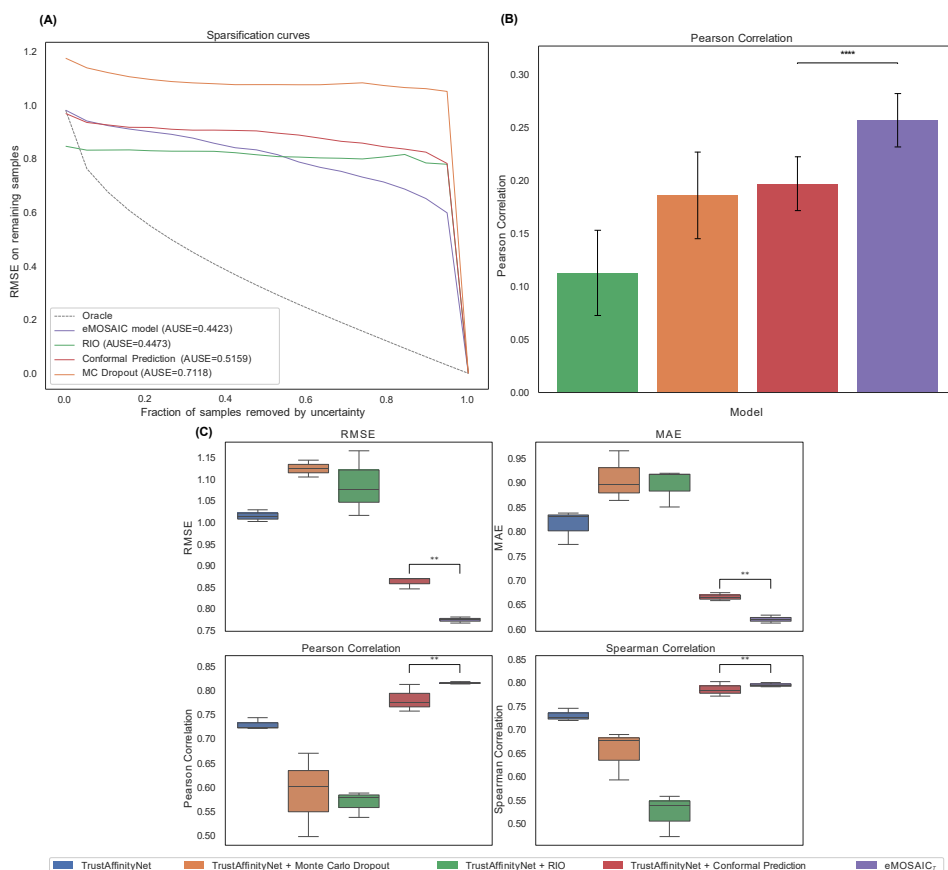 (A)
Sparsification curves
RMSE on remaining samples
1.2
1.0
0.8
0.6
0.4
0.2
0.0
Oracle
eMOSAIC model (AUSE=0.4423)
RIO (AUSE=0.4473)
Conformal Prediction (AUSE=0.5159)
MC Dropout (AUSE=0.7118)
0.0 0.2 0.4 0.6 0.8 1.0
Fraction of samples removed by uncertainty
(B)
Pearson Correlation
****
Pearson Correlation
0.30
0.25
0.20
0.15
0.10
0.05
0.00
Model
(C)
RMSE
RMSE
1.15
1.10
1.05
1.00
0.95
0.90
0.85
0.80
0.75
**
MAE
MAE
0.95
0.90
0.85
0.80
0.75
0.70
0.65
0.60
**
Pearson Correlation
Pearson Correlation
0.85
0.80
0.75
0.70
0.65
0.60
0.55
0.50
**
Spearman Correlation
Spearman Correlation
0.85
0.80
0.75
0.70
0.65
0.60
0.55
0.50
**
TrustAffinityNet TrustAffinityNet + Monte Carlo Dropout TrustAffinityNet + RIO TrustAffinityNet + Conformal Prediction